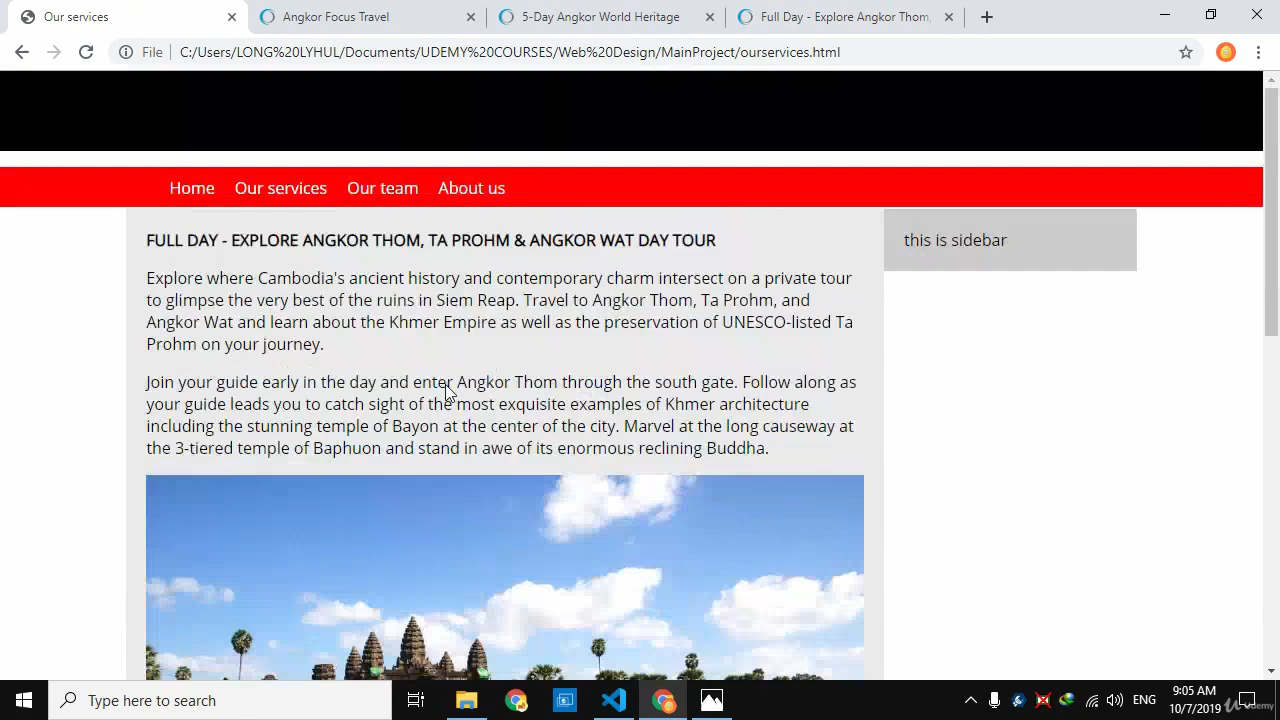 Our services
Angkor Focus Travel
5-Day Angkor World Heritage
Full Day - Explore Angkor Thom,
File
C:/Users/LONG%20LYHUL/Documents/UDEMY%20COURSES/Web%20Design/MainProject/ourservices.html
Home Our services Our team About us
FULL DAY - EXPLORE ANGKOR THOM, TA PROHM & ANGKOR WAT DAY TOUR
this is sidebar
Explore where Cambodia's ancient history and contemporary charm intersect on a private tour
to glimpse the very best of the ruins in Siem Reap. Travel to Angkor Thom, Ta Prohm, and
Angkor Wat and learn about the Khmer Empire as well as the preservation of UNESCO-listed Ta
Prohm on your journey.
Join your guide early in the day and enter Angkor Thom through the south gate. Follow along as
your guide leads you to catch sight of the most exquisite examples of Khmer architecture
including the stunning temple of Bayon at the center of the city. Marvel at the long causeway at
the 3-tiered temple of Baphuon and stand in awe of its enormous reclining Buddha.
Type here to search
ENG
9:05 AM
10/7/2019
Udemy